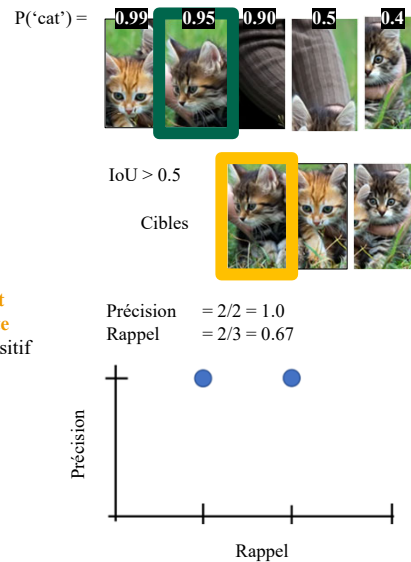 P(‘cat’) = 0.99 0.95 0.90 0.5 0.4
IoU > 0.5
Cibles
t
e
sitif
Précision = 2/2 = 1.0
Rappel = 2/3 = 0.67
Précision
Rappel